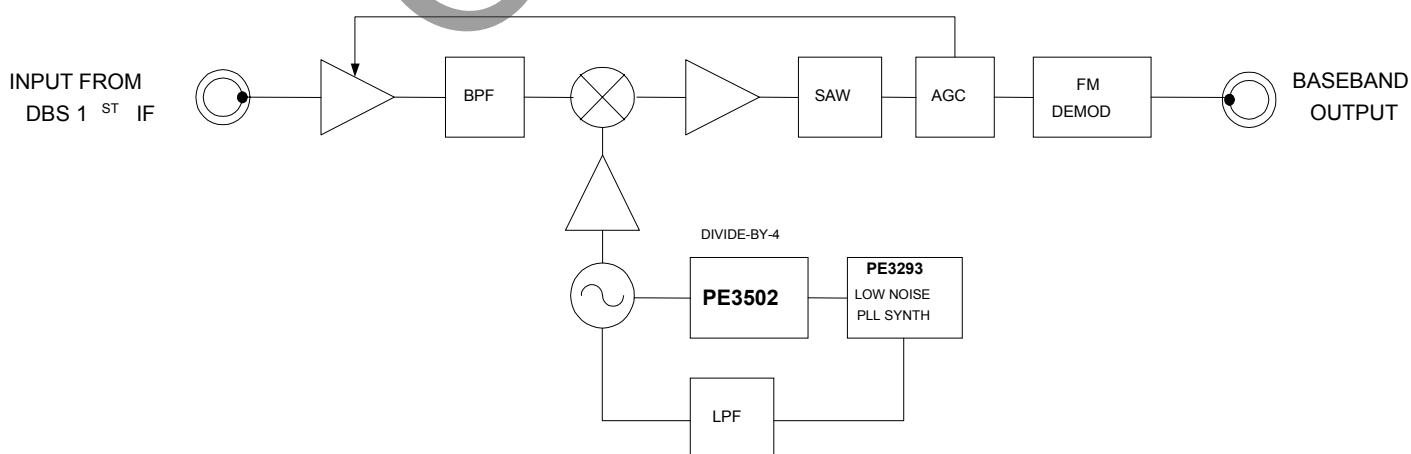 INPUT FROM
DBS 1 ST IF
BPF
SAW
AGC
FM
DEMOD
BASEBAND
OUTPUT
DIVIDE-BY-4
PE3502
PE3293
LOW NOISE
PLL SYNTH
LPF